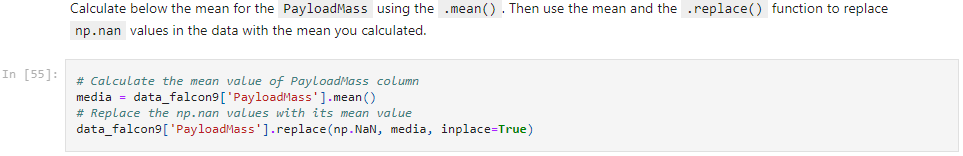 Calculate below the mean for the PayloadMass using the .mean() . Then use the mean and the .replace() function to replace
np.nan values in the data with the mean you calculated.
In [55]:
# Calculate the mean value of PayloadMass column
media = data_falcon9['PayloadMass'].mean()
# Replace the np.nan values with its mean value
data_falcon9['PayloadMass'].replace(np.NaN, media, inplace=True)